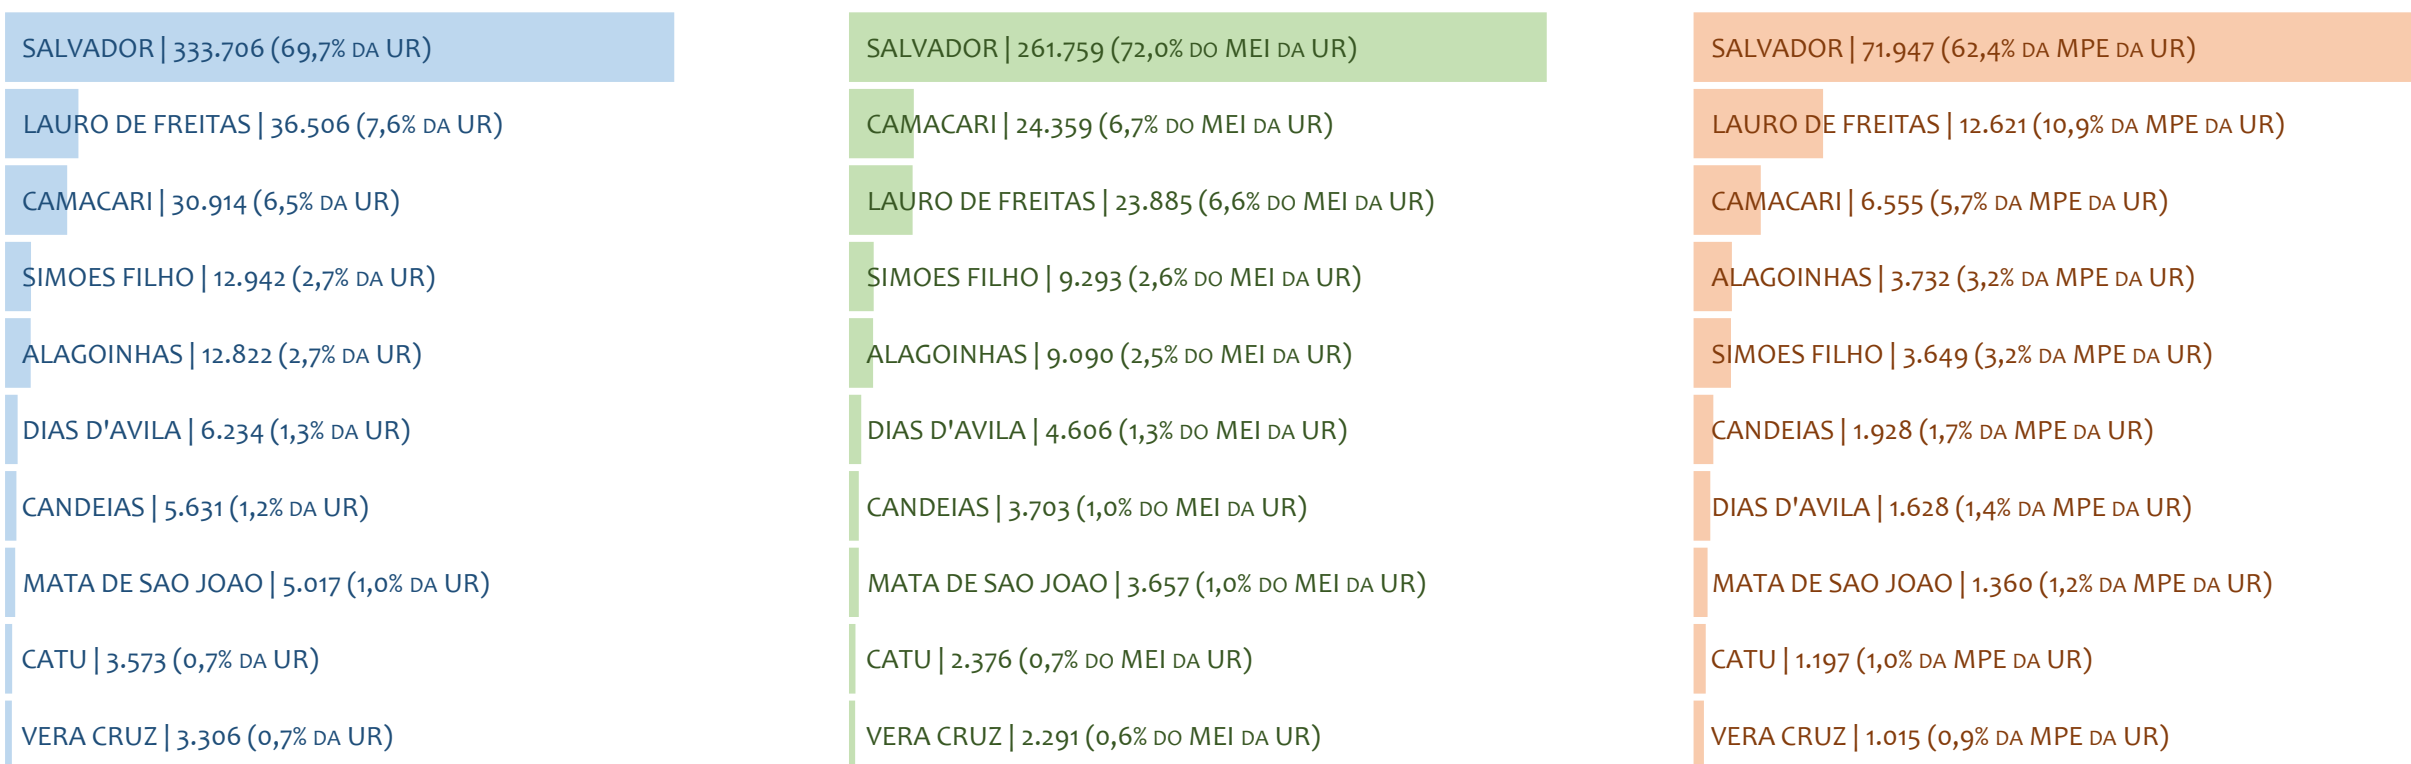 SALVADOR | 333.706 (69,7% DA UR)
LAURO DE FREITAS | 36.506 (7,6% DA UR)
CAMACARI | 30.914 (6,5% DA UR)
SIMOES FILHO | 12.942 (2,7% DA UR)
ALAGOINHAS | 12.822 (2,7% DA UR)
DIAS D'AVILA | 6.234 (1,3% DA UR)
CANDEIAS | 5.631 (1,2% DA UR)
MATA DE SAO JOAO | 5.017 (1,0% DA UR)
CATU | 3.573 (0,7% DA UR)
VERA CRUZ | 3.306 (0,7% DA UR)
SALVADOR | 261.759 (72,0% DO MEI DA UR)
CAMACARI | 24.359 (6,7% DO MEI DA UR)
LAURO DE FREITAS | 23.885 (6,6% DO MEI DA UR)
SIMOES FILHO | 9.293 (2,6% DO MEI DA UR)
ALAGOINHAS | 9.090 (2,5% DO MEI DA UR)
DIAS D'AVILA | 4.606 (1,3% DO MEI DA UR)
CANDEIAS | 3.703 (1,0% DO MEI DA UR)
MATA DE SAO JOAO | 3.657 (1,0% DO MEI DA UR)
CATU | 2.376 (0,7% DO MEI DA UR)
VERA CRUZ | 2.291 (0,6% DO MEI DA UR)
SALVADOR | 71.947 (62,4% DA MPE DA UR)
LAURO DE FREITAS | 12.621 (10,9% DA MPE DA UR)
CAMACARI | 6.555 (5,7% DA MPE DA UR)
ALAGOINHAS | 3.732 (3,2% DA MPE DA UR)
SIMOES FILHO | 3.649 (3,2% DA MPE DA UR)
CANDEIAS | 1.928 (1,7% DA MPE DA UR)
DIAS D'AVILA | 1.628 (1,4% DA MPE DA UR)
MATA DE SAO JOAO | 1.360 (1,2% DA MPE DA UR)
CATU | 1.197 (1,0% DA MPE DA UR)
VERA CRUZ | 1.015 (0,9% DA MPE DA UR)